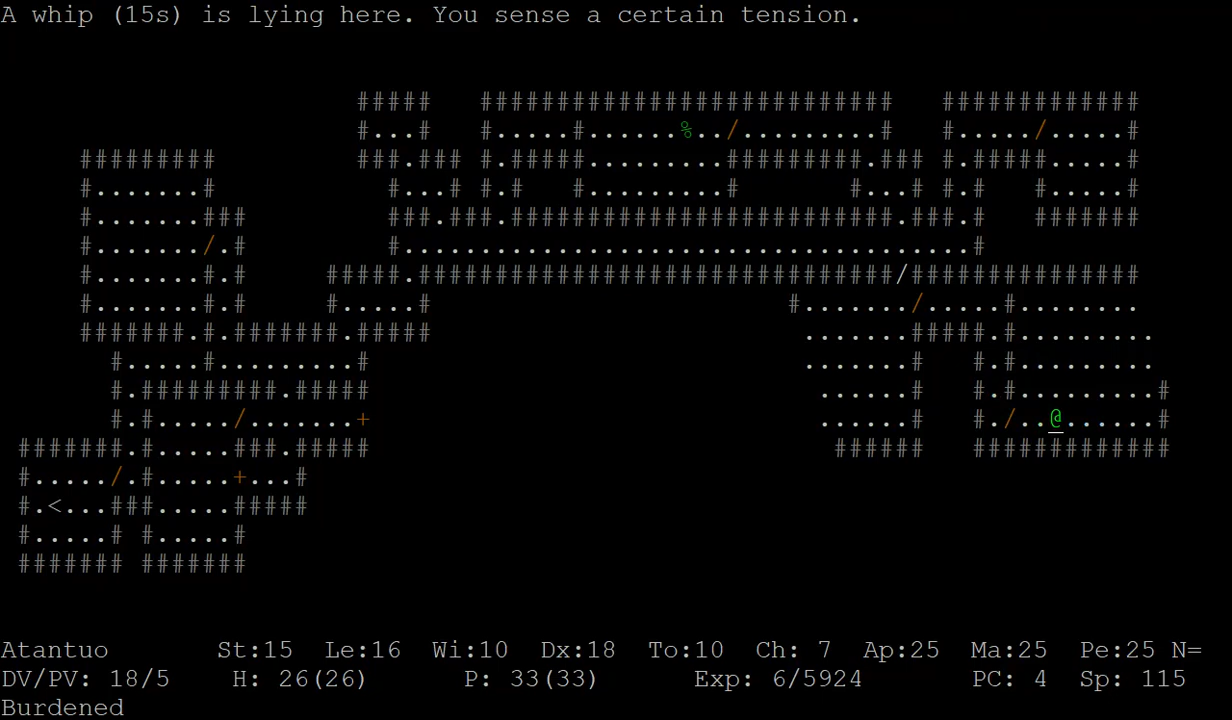 A whip (15s) is lying here. You sense a certain tension.
Atantuo St:15 Le:16 Wi:10 Dx:18 To:10 Ch: 7 Ap:25 Ma:25 Pe:25 N=
DV/PV: 18/5 H: 26(26) P: 33(33) Exp: 6/5924 PC: 4 Sp: 115
Burdened